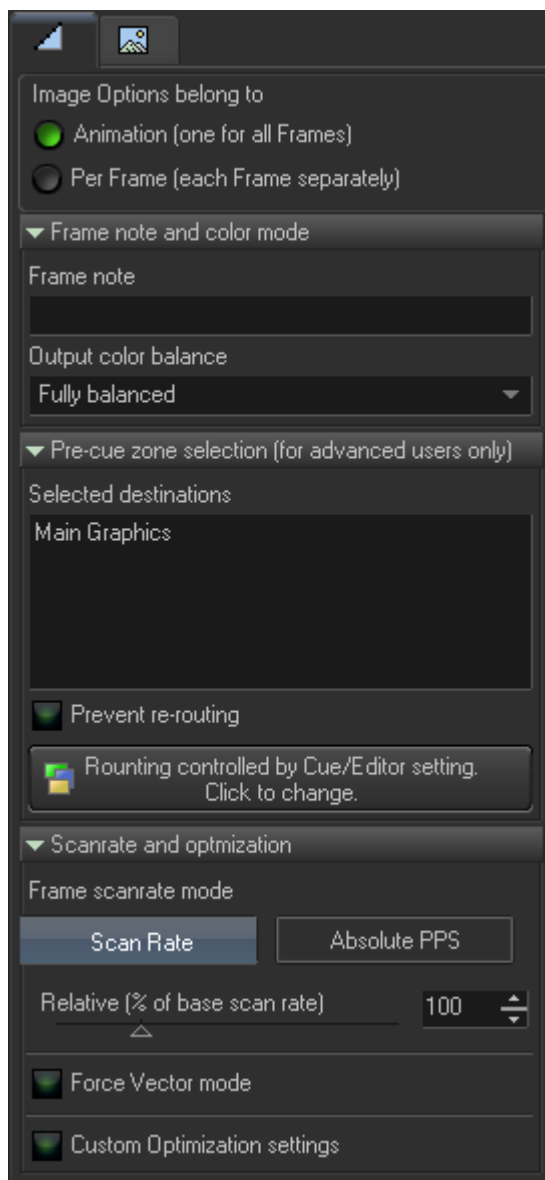 Image Options belong to
Animation (one for all Frames)
Per Frame (each Frame separately)
Frame note and color mode
Frame note
Output color balance
Fully balanced
Pre-cue zone selection (for advanced users only)
Selected destinations
Main Graphics
Prevent re-routing
Rounting controlled by Cue/Editor setting.
Click to change.
Scanrate and optmization
Frame scanrate mode
Scan Rate
Absolute PPS
Relative (% of base scan rate)
100
Force Vector mode
Custom Optimization settings